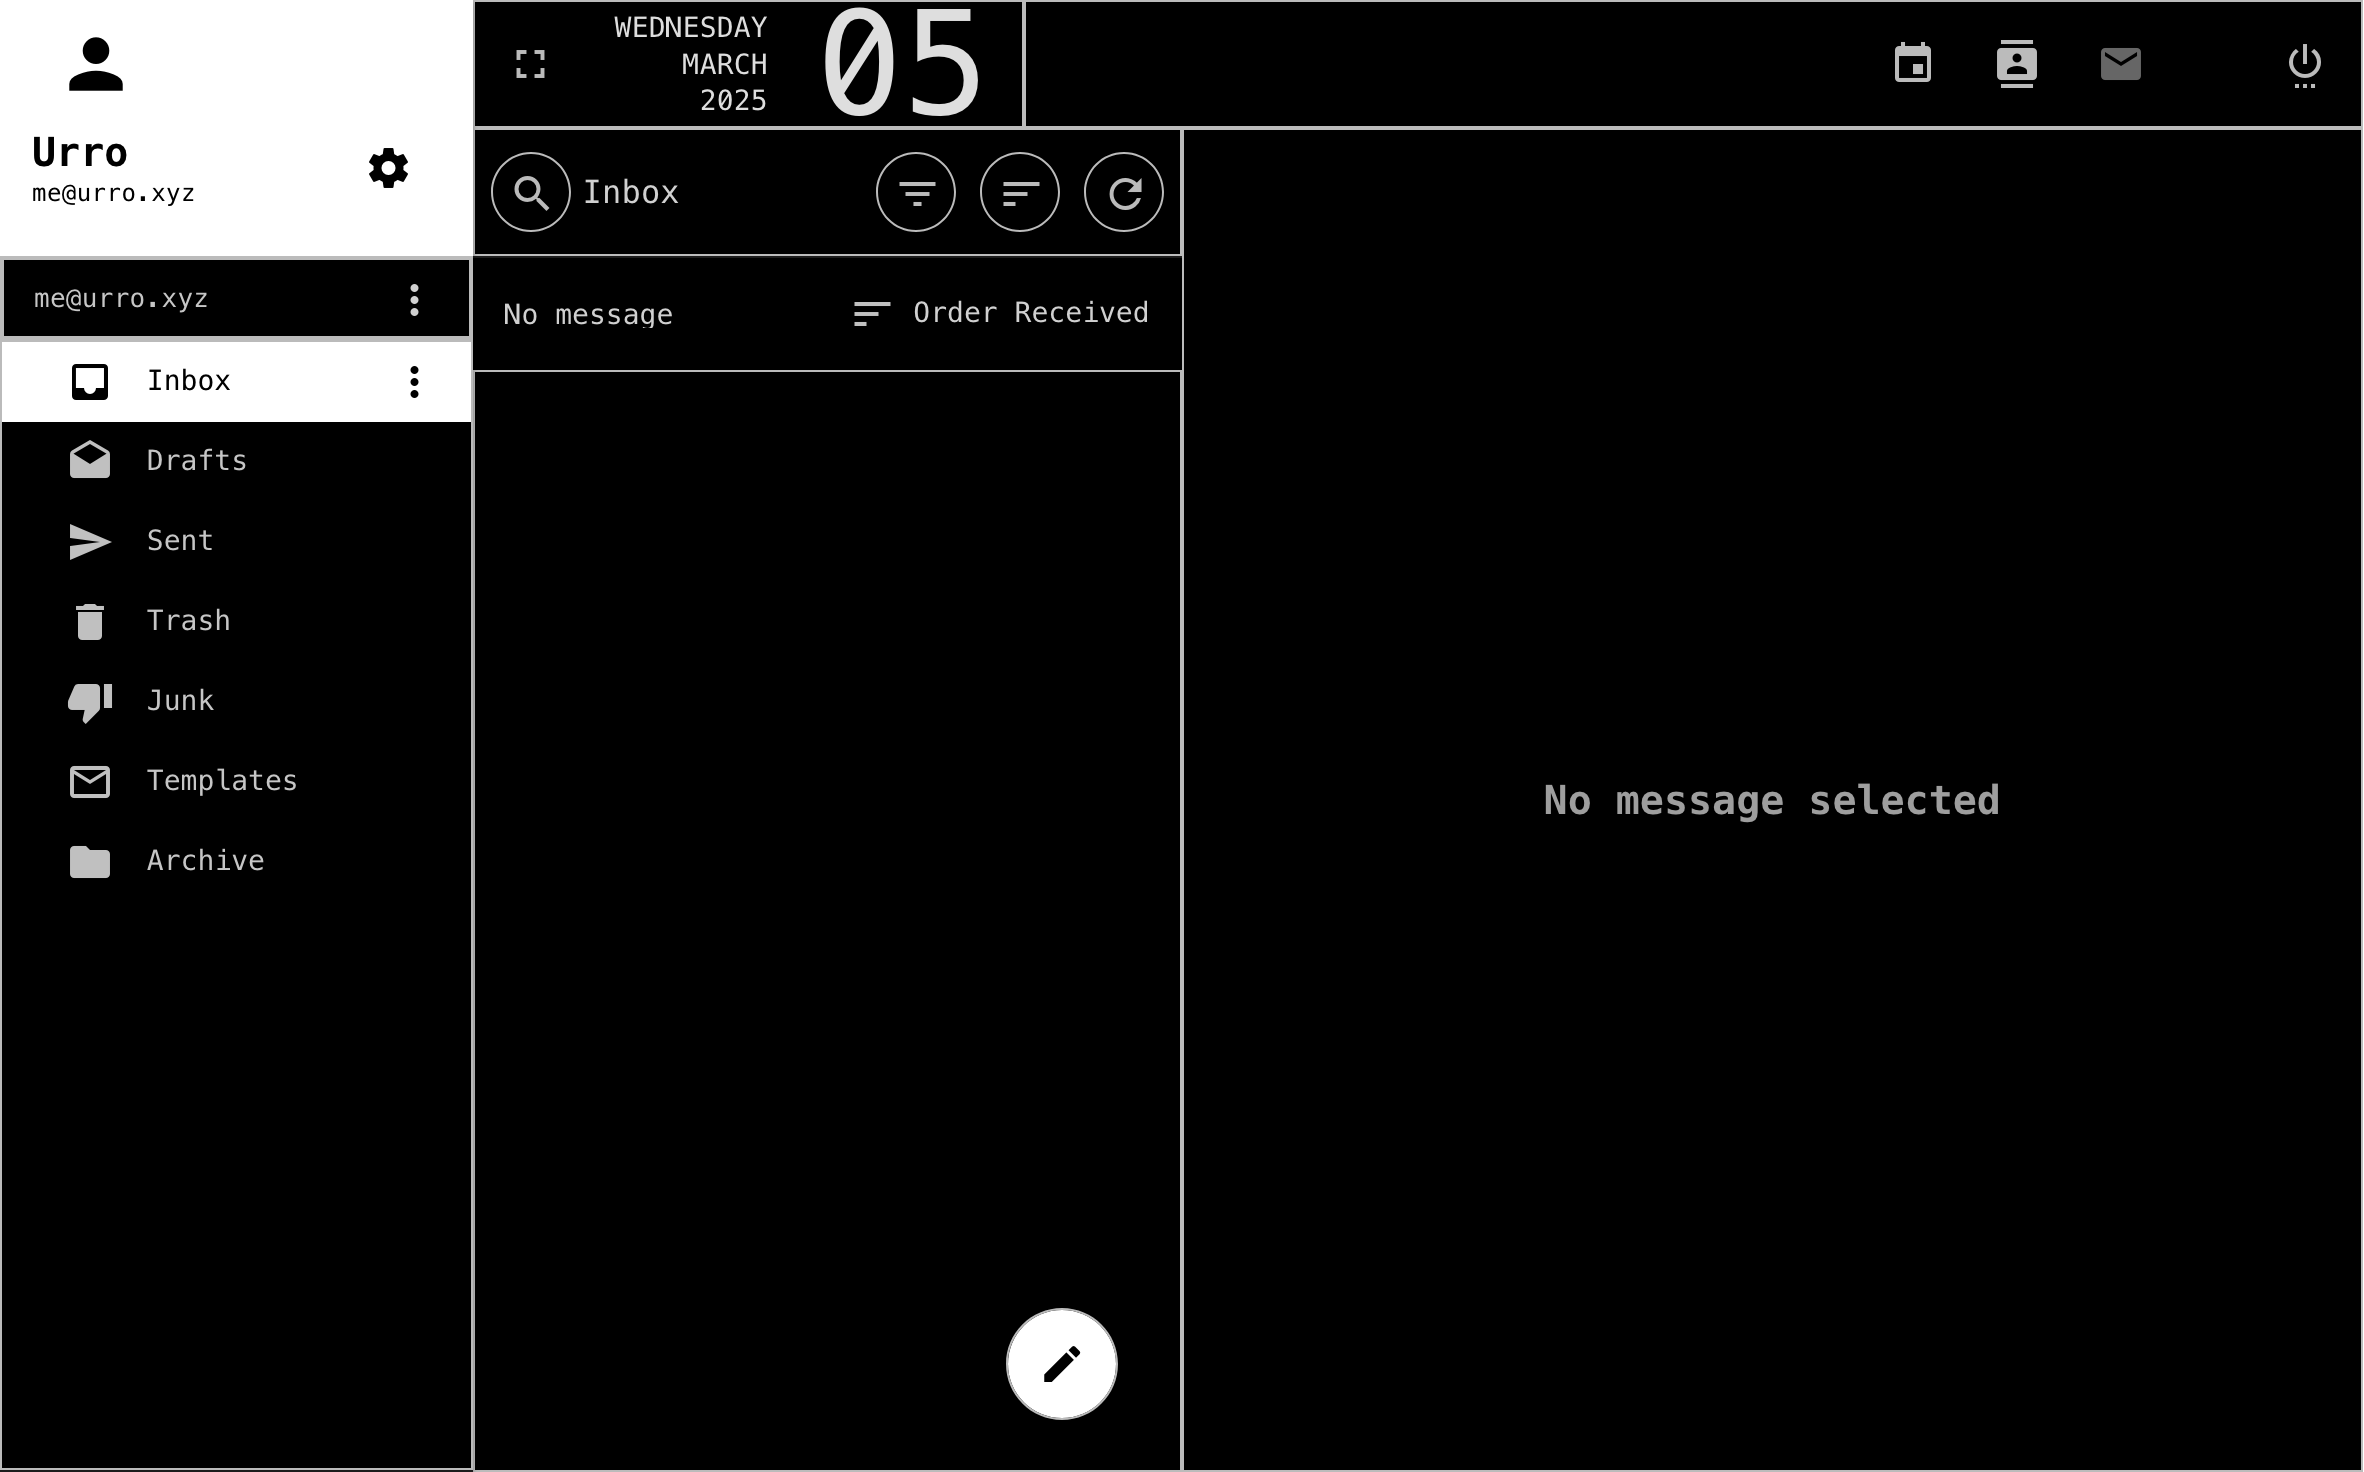 Urro
me@urro.xyz
me@urro.xyz
Inbox
Drafts
Sent
Trash
Junk
Templates
Archive
WEDNESDAY
MARCH
2025
05
Inbox
No message
Order Received
No message selected